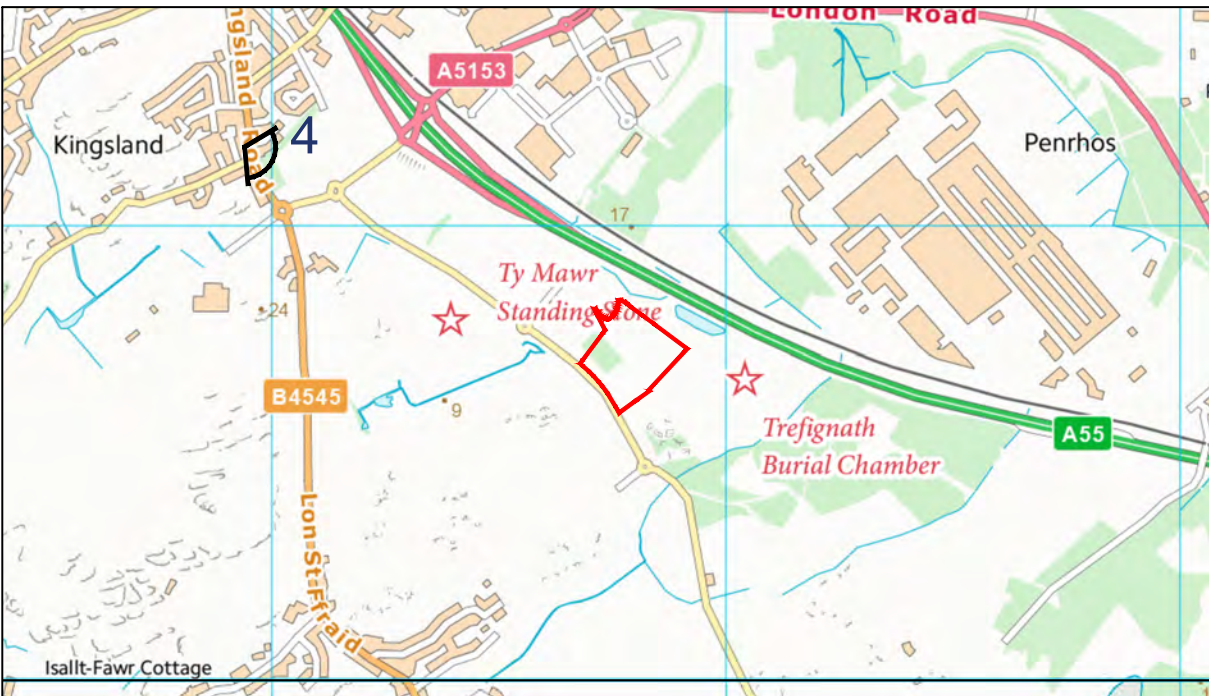 London Road
A5153
ngsland Road
4
Kingsland
Penrhos
17
Ty Mawr
Standing Stone
24
B4545
9
Trefignath
Burial Chamber
A55
Lon St Ffraid
Isallt-Fawr Cottage